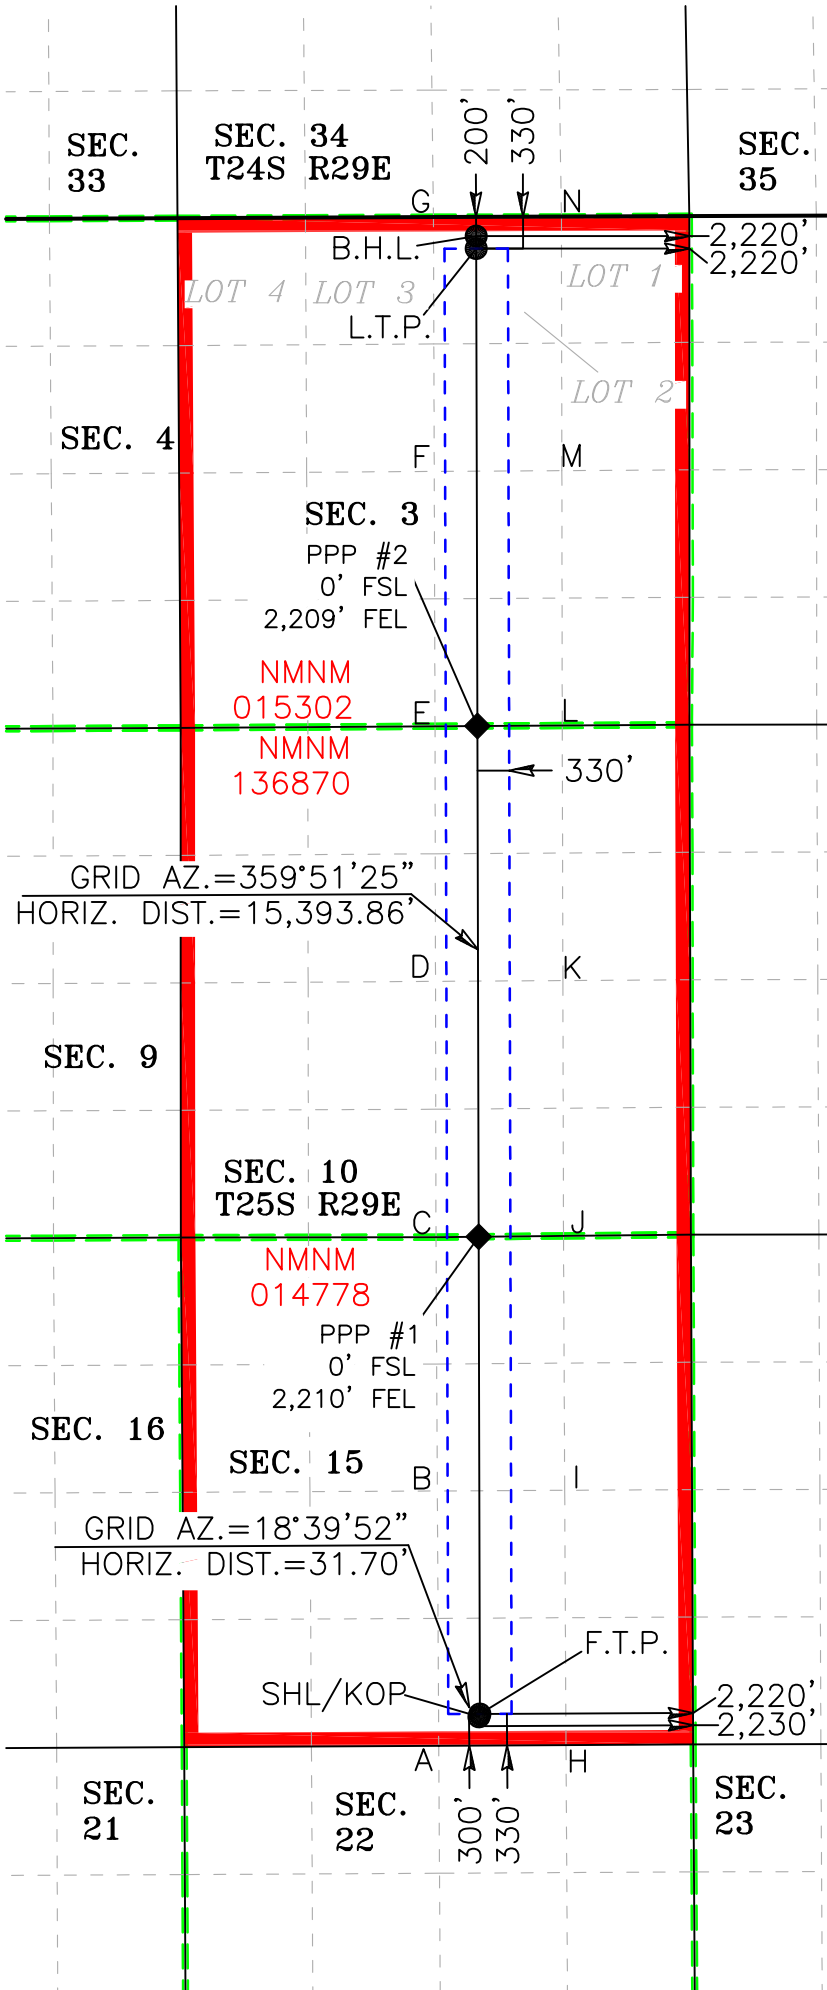 200'
330'
SEC.
33
SEC. 34
T24S R29E
SEC.
35
G
N
B.H.L.
2,220'
2,220'
LOT 4
LOT 3
LOT 1
L.T.P.
LOT 2
SEC. 4
F
M
SEC. 3
PPP #2
0' FSL
2,209' FEL
NMNM
015302
E
L
NMNM
136870
330'
GRID AZ.=359°51'25"
HORIZ. DIST.=15,393.86'
D
K
SEC. 9
SEC. 10
T25S R29E
C
J
NMNM
014778
PPP #1
0' FSL
2,210' FEL
SEC. 16
SEC. 15
B
I
GRID AZ.=18°39'52"
HORIZ. DIST.=31.70'
F.T.P.
SHL/KOP
2,220'
2,230'
A
H
SEC.
21
SEC.
22
300'
330'
SEC.
23